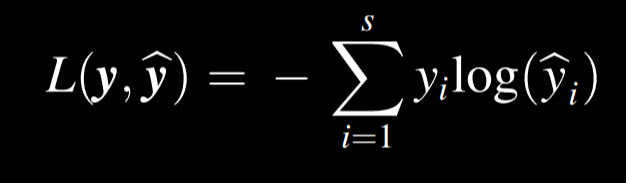 L(y, ŷ) = − ∑_{i=1}^{s} y_i log(ŷ_i)